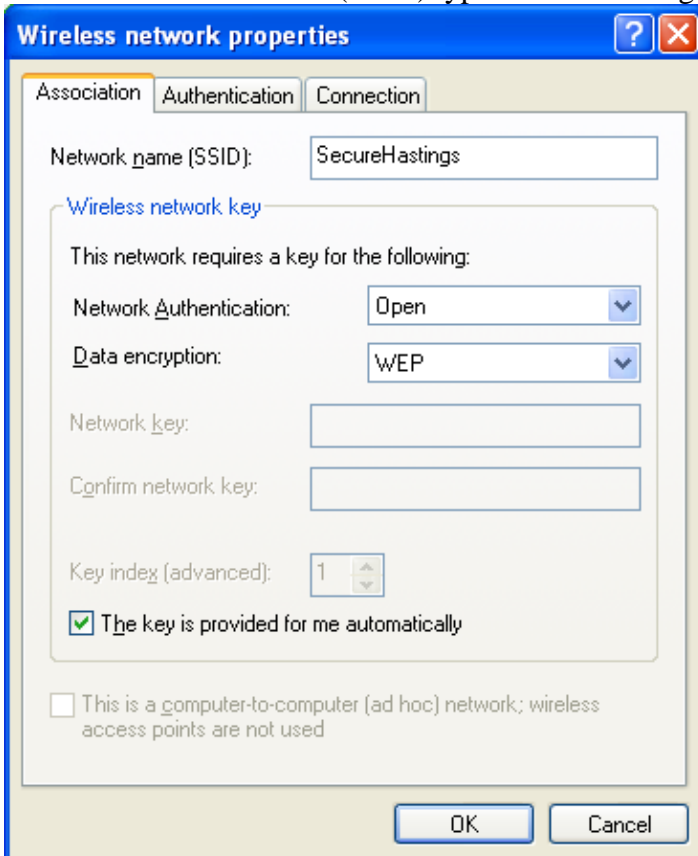 Wireless network properties
Association Authentication Connection
Network name (SSID): SecureHastings
Wireless network key
This network requires a key for the following:
Network Authentication: Open
Data encryption: WEP
Network key:
Confirm network key:
Key index (advanced): 1
The key is provided for me automatically
This is a computer-to-computer (ad hoc) network; wireless
access points are not used
OK Cancel